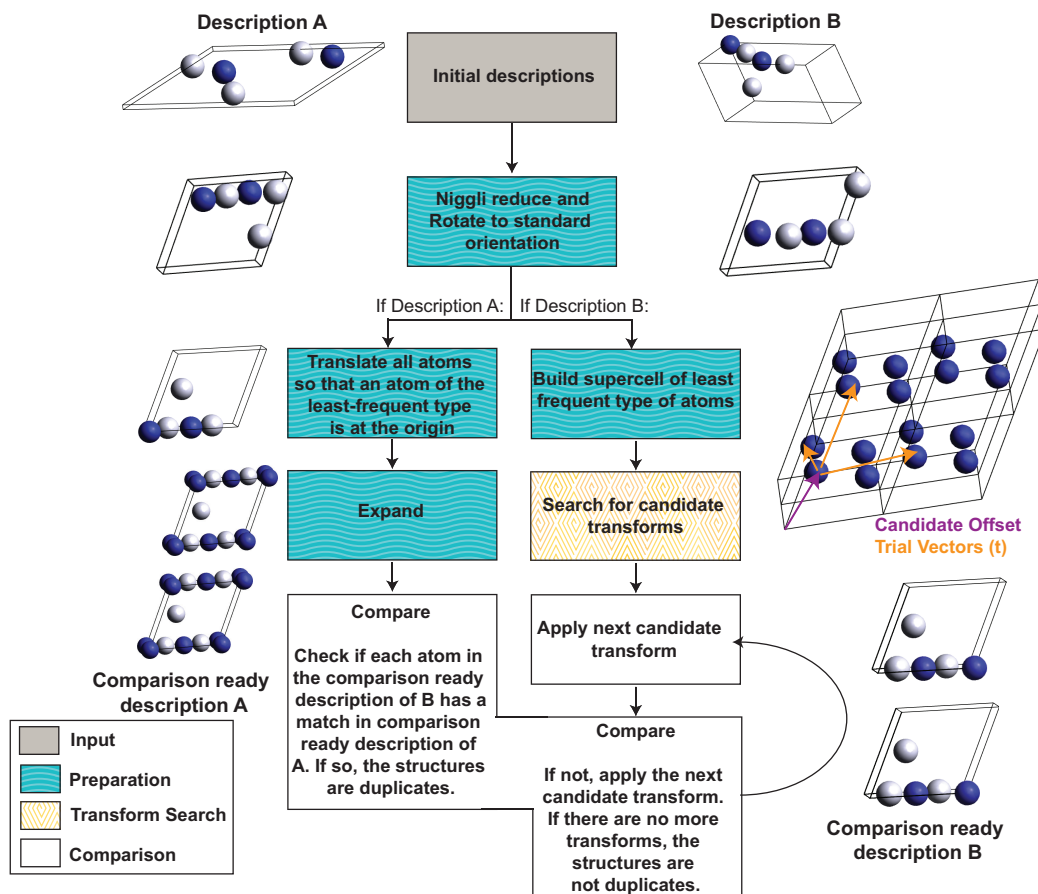 Description A
Description B
Initial descriptions
Niggli reduce and
Rotate to standard
orientation
If Description A:
If Description B:
Translate all atoms
so that an atom of the
least-frequent type
is at the origin
Build supercell of least
frequent type of atoms
Expand
Search for candidate
transforms
Candidate Offset
Trial Vectors (t)
Compare
Check if each atom in
the comparison ready
description of B has a
match in comparison
ready description of
A. If so, the structures
are duplicates.
Apply next candidate
transform
Compare
If not, apply the next
candidate transform.
If there are no more
transforms, the
structures are
not duplicates.
Comparison ready
description A
Input
Preparation
Transform Search
Comparison
Comparison ready
description B